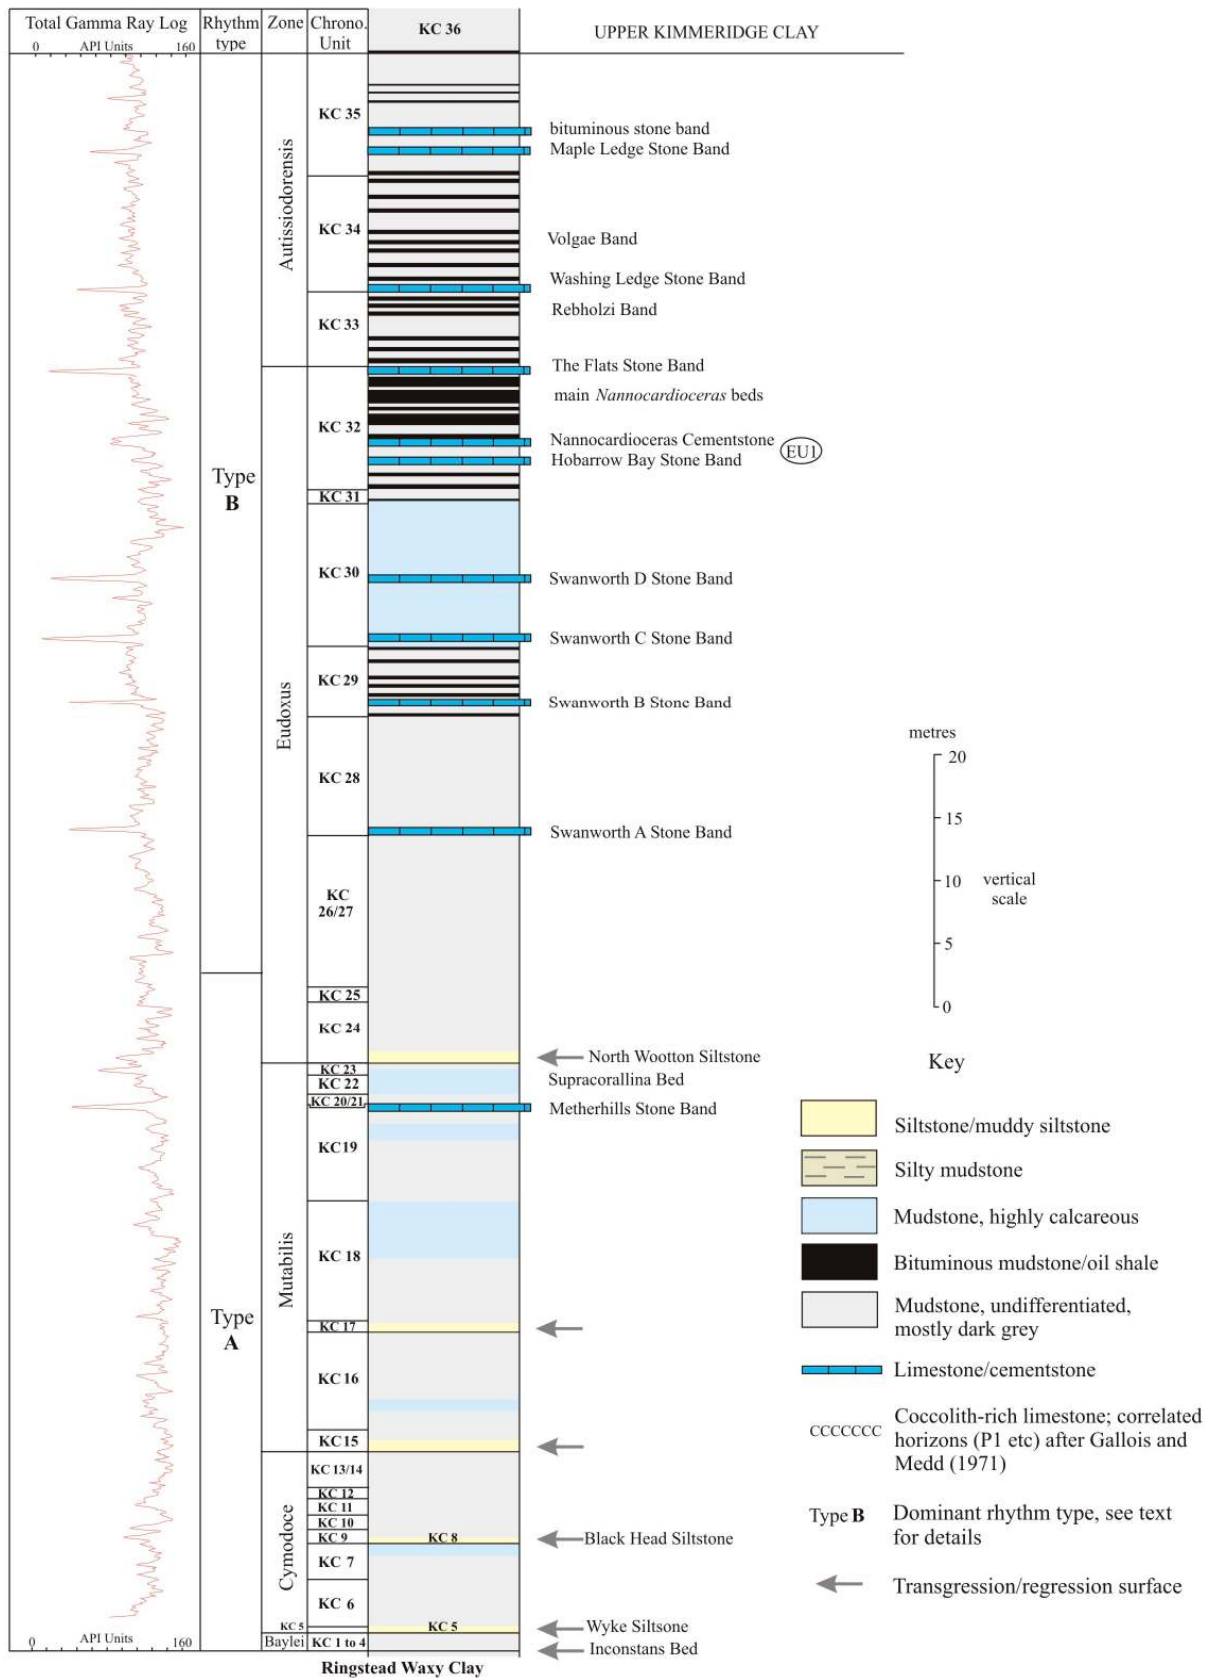 Total Gamma Ray Log
0 API Units 160
Rhythm
type
Zone
Chrono.
Unit
KC 36
UPPER KIMMERIDGE CLAY
KC 35
bituminous stone band
Maple Ledge Stone Band
Autissiodorensis
KC 34
Volgae Band
Washing Ledge Stone Band
Rebholzi Band
KC 33
The Flats Stone Band
main Nannocardioceras beds
KC 32
Nannocardioceras Cementstone
EU1
Hobarrow Bay Stone Band
Type
B
KC 31
KC 30
Swanworth D Stone Band
Swanworth C Stone Band
KC 29
Swanworth B Stone Band
Eudoxus
KC 28
Swanworth A Stone Band
KC
26/27
KC 25
KC 24
North Wootton Siltstone
KC 23
KC 22
Supracorallina Bed
KC 20/21
Metherhills Stone Band
KC19
KC 18
Mutabilis
Type
A
KC 17
KC 16
KC15
KC 13/14
KC 12
KC 11
KC 10
KC 9
KC 8
Black Head Siltstone
Cymodoce
KC 7
KC 6
KC 5
KC 5
Wyke Siltsone
Baylei
KC 1 to 4
Inconstans Bed
0 API Units 160
Ringstead Waxy Clay
metres
20
15
10
5
0
vertical
scale
Key
Siltstone/muddy siltstone
Silty mudstone
Mudstone, highly calcareous
Bituminous mudstone/oil shale
Mudstone, undifferentiated,
mostly dark grey
Limestone/cementstone
CCCCCCC
Coccolith-rich limestone; correlated
horizons (P1 etc) after Gallois and
Medd (1971)
Type B
Dominant rhythm type, see text
for details
Transgression/regression surface